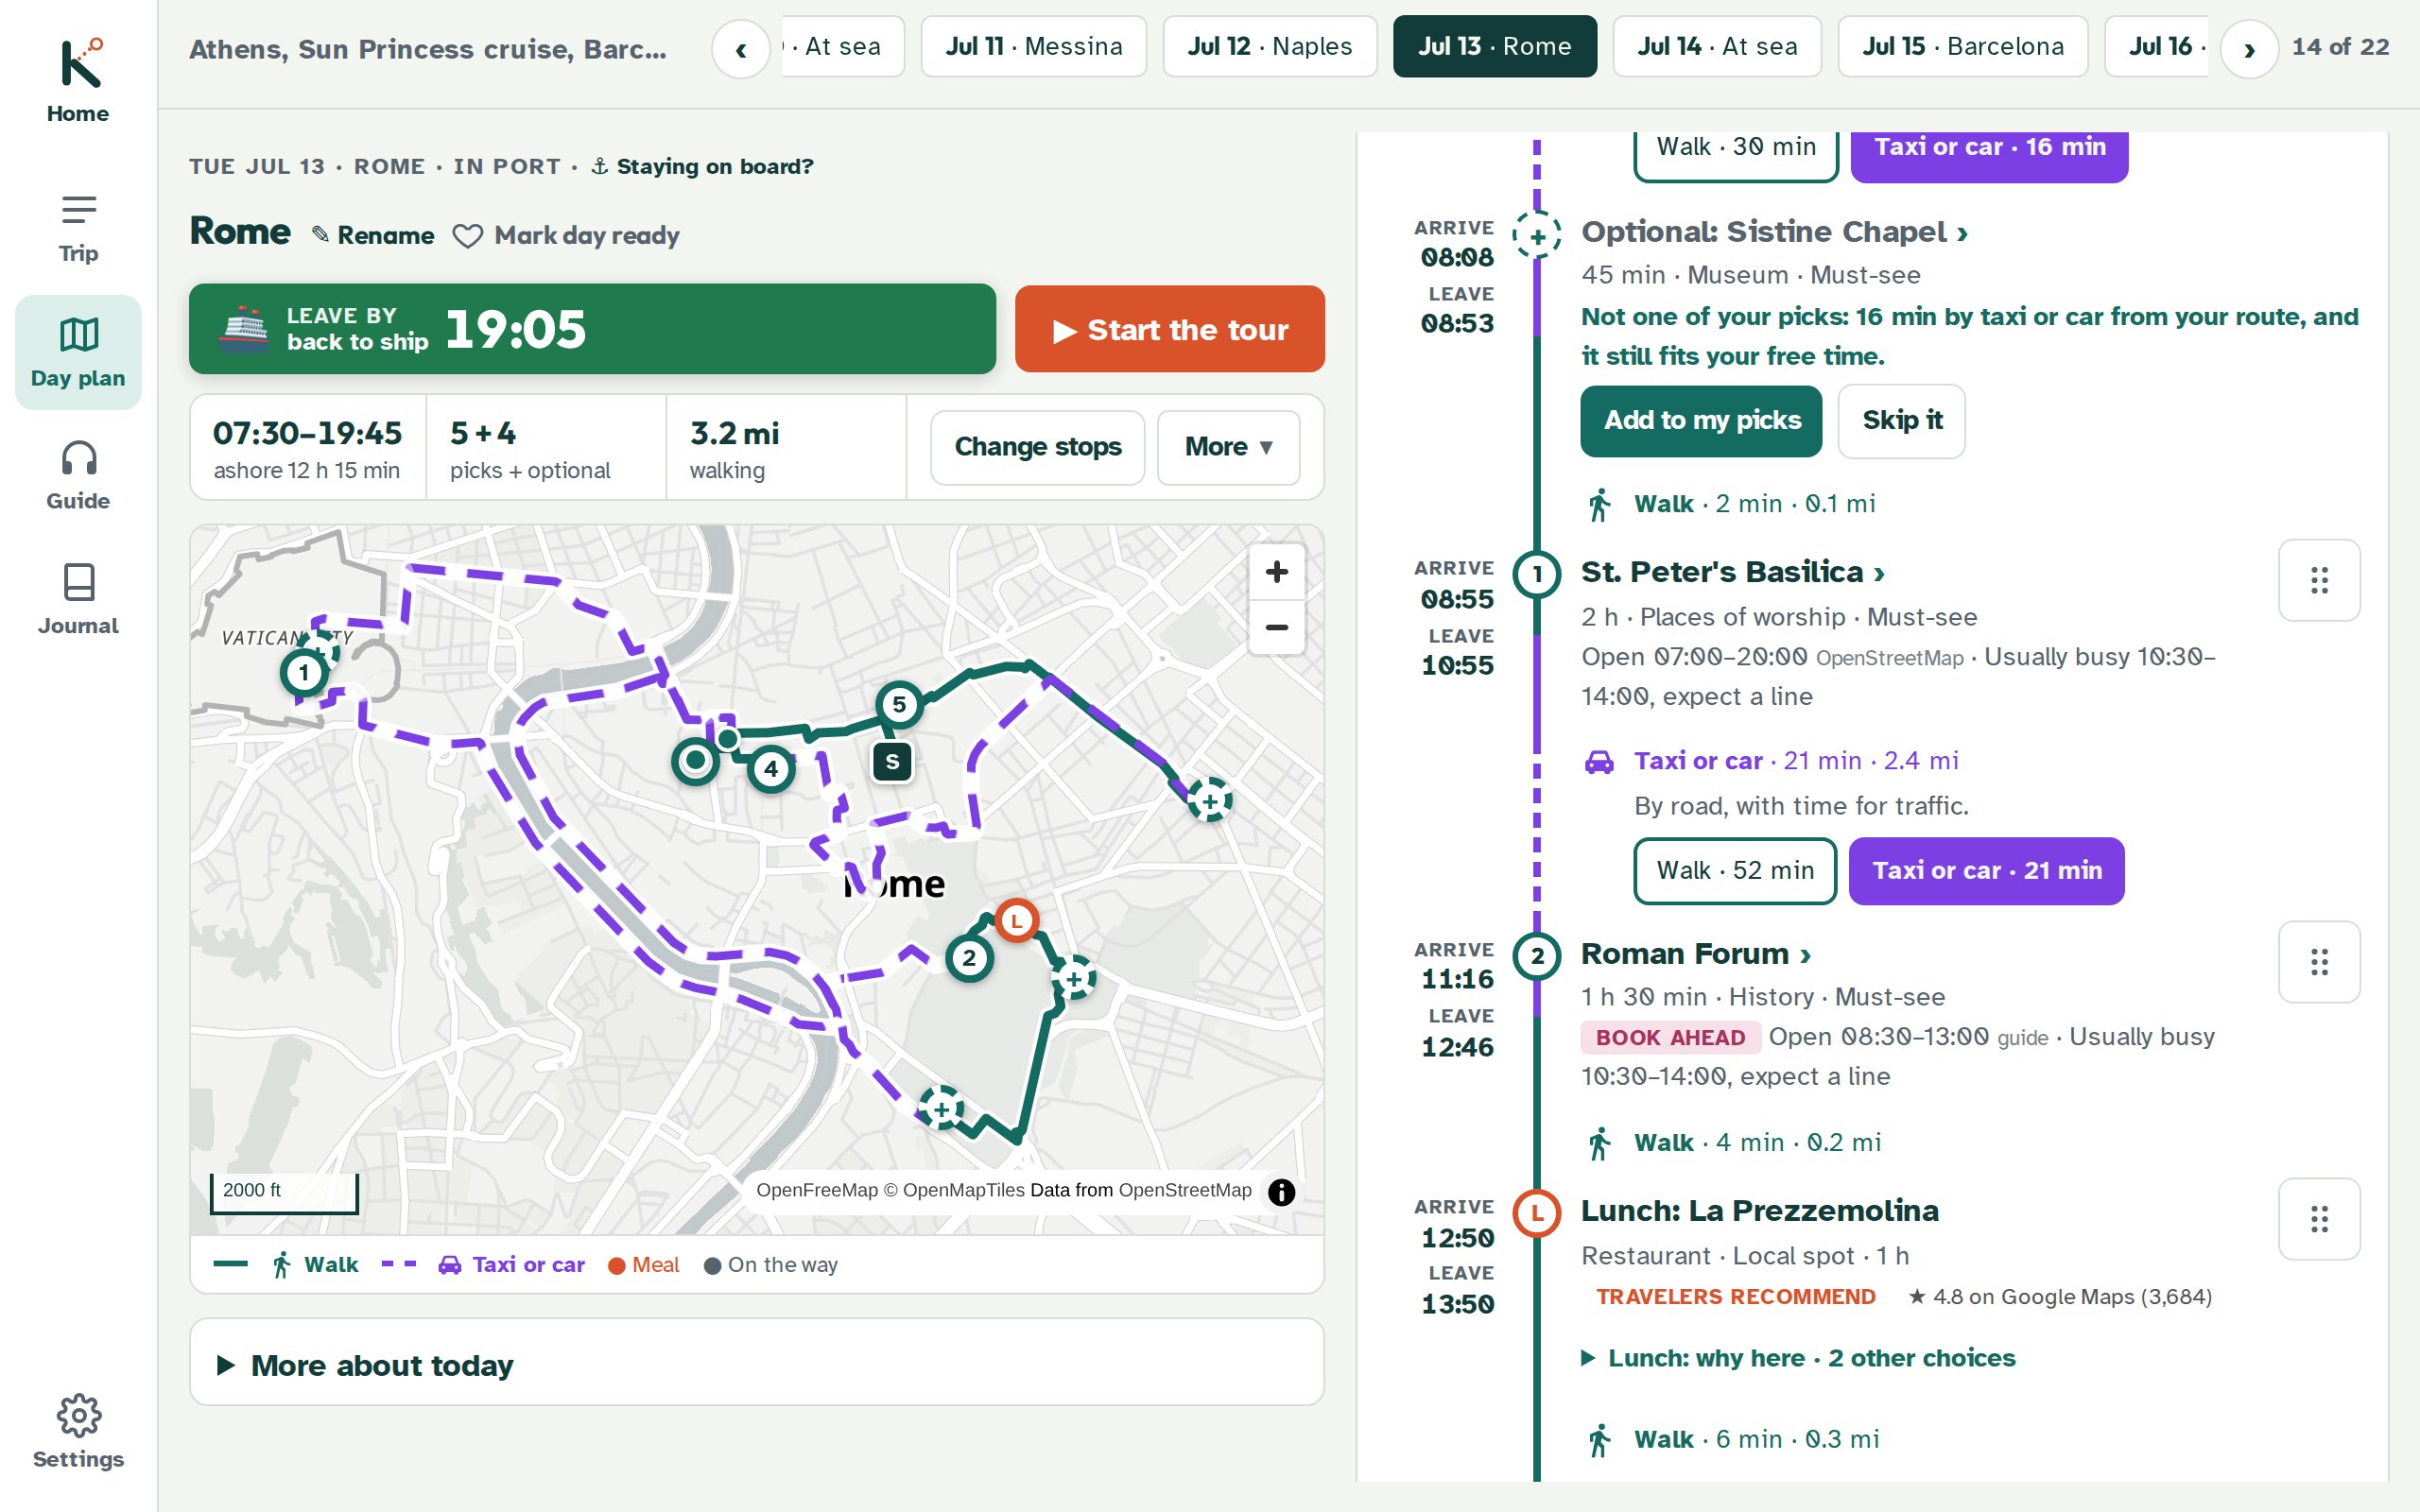 Home
Trip
Day plan
Guide
Journal
Settings
Athens, Sun Princess cruise, Barc...
‹
· At sea
Jul 11 · Messina
Jul 12 · Naples
Jul 13 · Rome
Jul 14 · At sea
Jul 15 · Barcelona
Jul 16 ·
›
14 of 22
TUE JUL 13 · ROME · IN PORT · ⚓ Staying on board?
Rome ✎ Rename ♡ Mark day ready
LEAVE BY
back to ship
19:05
▶ Start the tour
07:30–19:45
ashore 12 h 15 min
5 + 4
picks + optional
3.2 mi
walking
Change stops
More ▼
+
−
VATICAN
1
5
4
S
L
2
2000 ft
OpenFreeMap © OpenMapTiles Data from OpenStreetMap
Walk
Taxi or car
Meal
On the way
▶ More about today
Walk · 30 min
Taxi or car · 16 min
ARRIVE
08:08
LEAVE
08:53
+
Optional: Sistine Chapel ›
45 min · Museum · Must-see
Not one of your picks: 16 min by taxi or car from your route, and
it still fits your free time.
Add to my picks
Skip it
Walk · 2 min · 0.1 mi
ARRIVE
08:55
LEAVE
10:55
1
St. Peter's Basilica ›
2 h · Places of worship · Must-see
Open 07:00–20:00 OpenStreetMap · Usually busy 10:30–
14:00, expect a line
Taxi or car · 21 min · 2.4 mi
By road, with time for traffic.
Walk · 52 min
Taxi or car · 21 min
ARRIVE
11:16
LEAVE
12:46
2
Roman Forum ›
1 h 30 min · History · Must-see
BOOK AHEAD Open 08:30–13:00 guide · Usually busy
10:30–14:00, expect a line
Walk · 4 min · 0.2 mi
ARRIVE
12:50
LEAVE
13:50
L
Lunch: La Prezzemolina
Restaurant · Local spot · 1 h
TRAVELERS RECOMMEND ★ 4.8 on Google Maps (3,684)
▶ Lunch: why here · 2 other choices
Walk · 6 min · 0.3 mi